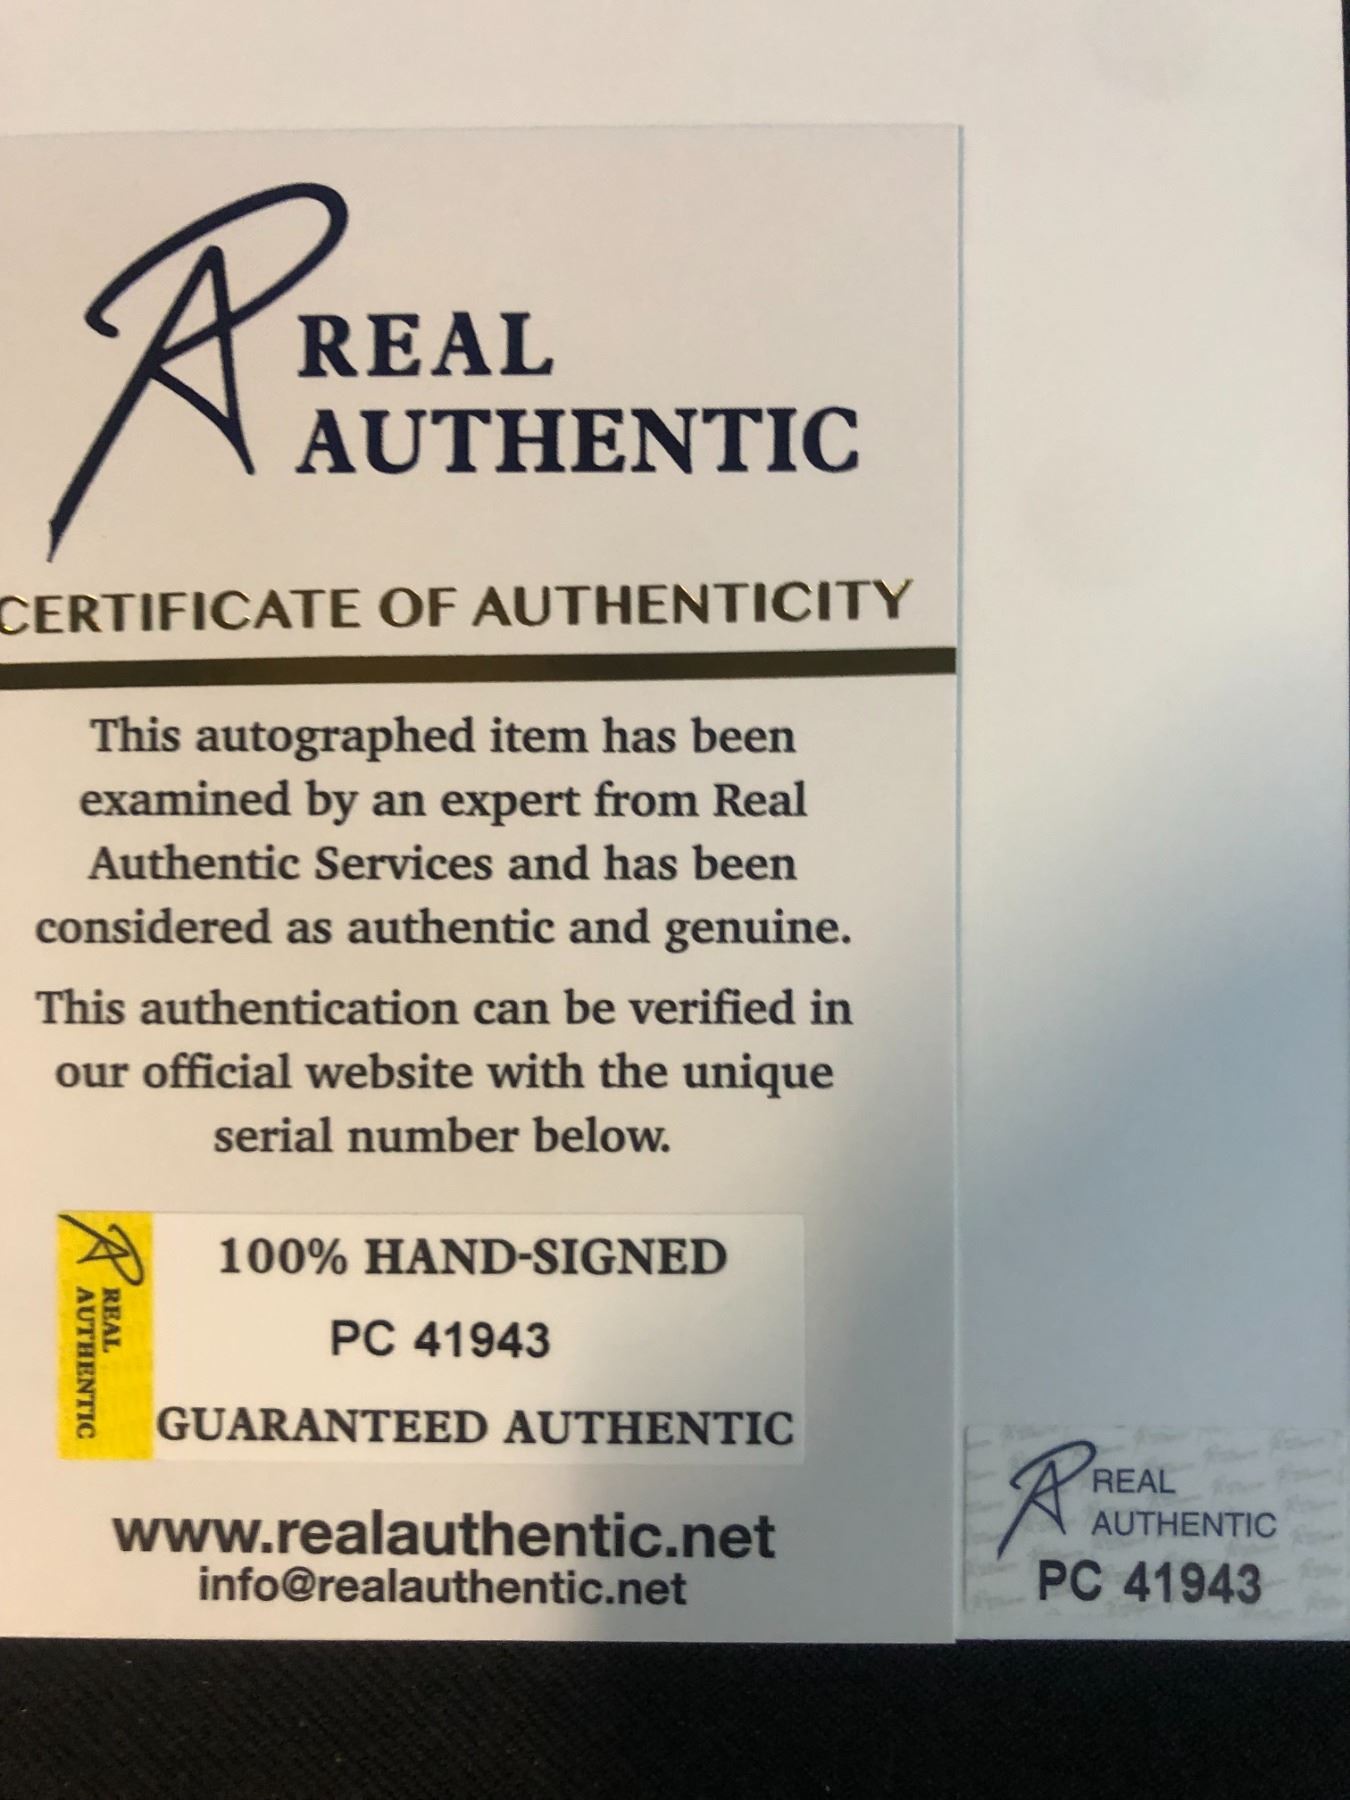 REAL
AUTHENTIC
CERTIFICATE OF AUTHENTICITY
This autographed item has been
examined by an expert from Real
Authentic Services and has been
considered as authentic and genuine.
This authentication can be verified in
our official website with the unique
serial number below.
REAL
AUTHENTIC
100% HAND-SIGNED
PC 41943
GUARANTEED AUTHENTIC
www.realauthentic.net
info@realauthentic.net
REAL
AUTHENTIC
PC 41943